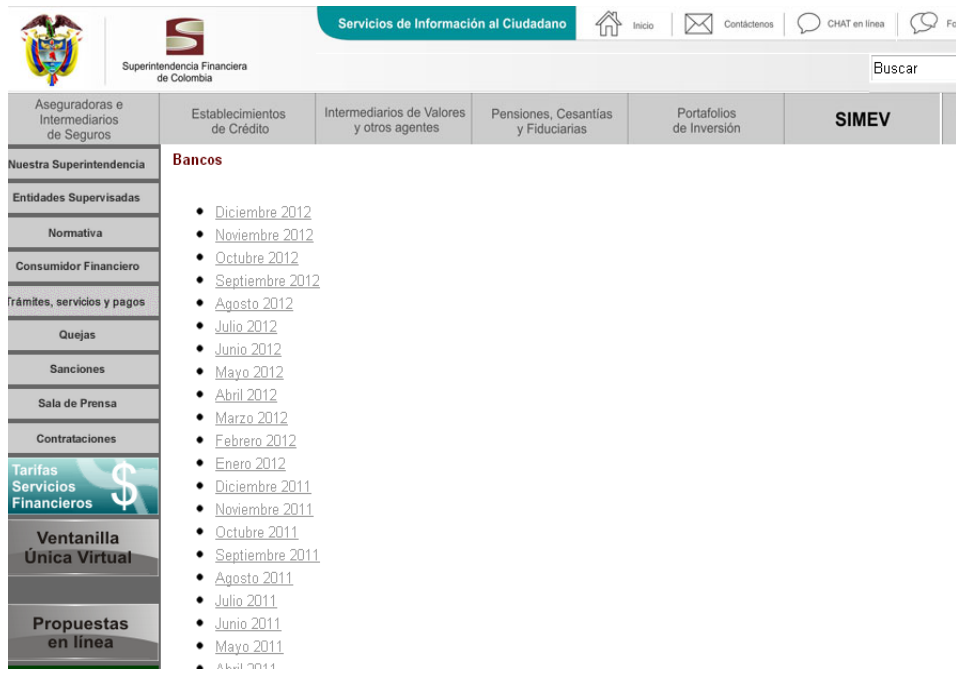 Servicios de Información al Ciudadano
Inicio
Contáctenos
CHAT en línea
Superintendencia Financiera
de Colombia
Buscar
Aseguradoras e
Intermediarios
de Seguros
Establecimientos
de Crédito
Intermediarios de Valores
y otros agentes
Pensiones, Cesantías
y Fiduciarias
Portafolios
de Inversión
SIMEV
Nuestra Superintendencia
Entidades Supervisadas
Normativa
Consumidor Financiero
Trámites, servicios y pagos
Quejas
Sanciones
Sala de Prensa
Contrataciones
Tarifas
Servicios
Financieros
$
Ventanilla
Única Virtual
Propuestas
en línea
Bancos
Diciembre 2012
Noviembre 2012
Octubre 2012
Septiembre 2012
Agosto 2012
Julio 2012
Junio 2012
Mayo 2012
Abril 2012
Marzo 2012
Febrero 2012
Enero 2012
Diciembre 2011
Noviembre 2011
Octubre 2011
Septiembre 2011
Agosto 2011
Julio 2011
Junio 2011
Mayo 2011
Abril 2011